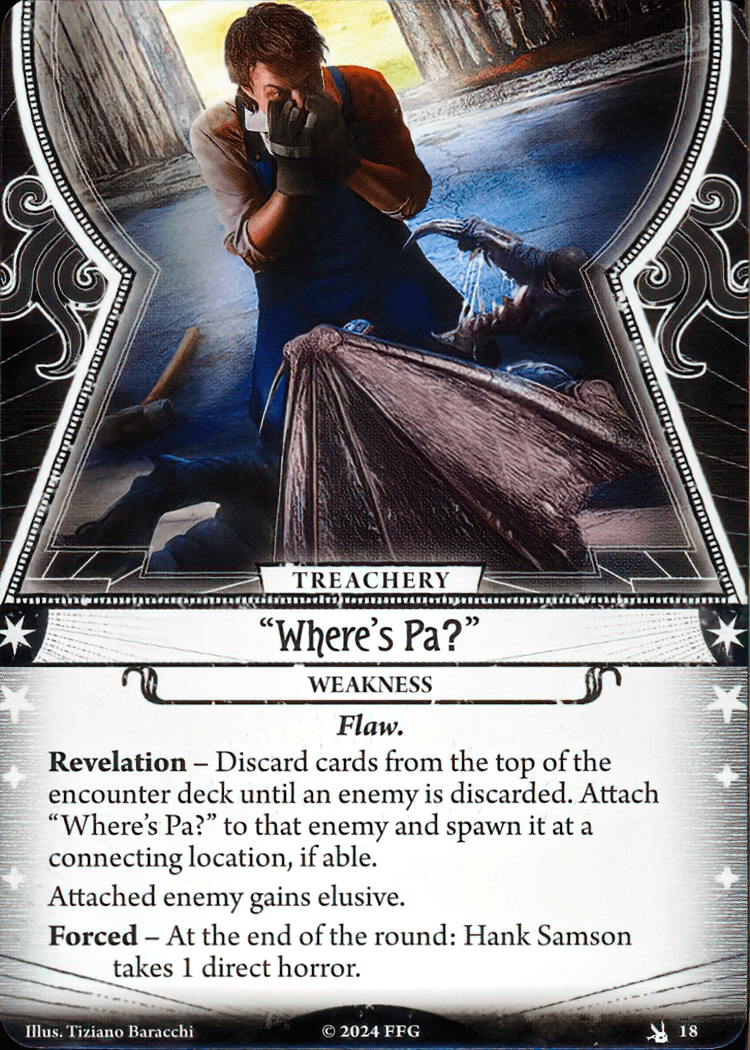 TREACHERY
“Where’s Pa?”
WEAKNESS
Flaw.
Revelation – Discard cards from the top of the
encounter deck until an enemy is discarded. Attach
“Where’s Pa?” to that enemy and spawn it at a
connecting location, if able.
Attached enemy gains elusive.
Forced – At the end of the round: Hank Samson
takes 1 direct horror.
Illus. Tiziano Baracchi
© 2024 FFG
18